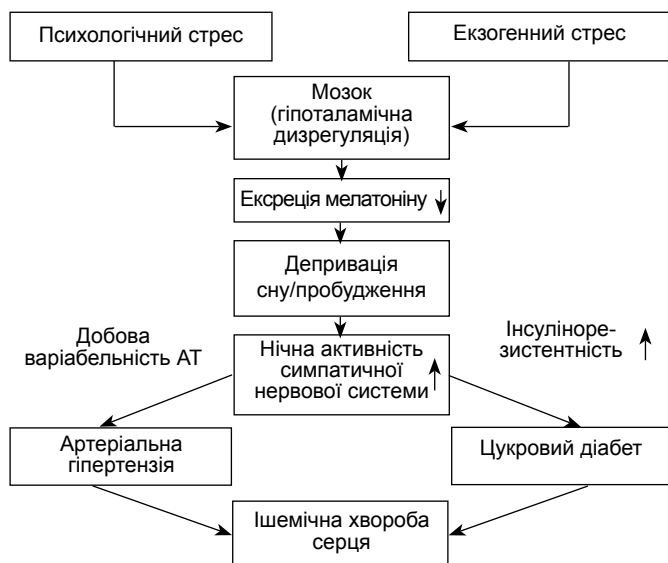 Психологічний стрес
Екзогенний стрес
Мозок
(гіпоталамічна
дизрегуляція)
Ексреція мелатоніну
Депривація
сну/пробудження
Добова
варіабельність АТ
Нічна активність
симпатичної
нервової системи
Інсуліноре-
зистентність
Артеріальна
гіпертензія
Цукровий діабет
Ішемічна хвороба
серця